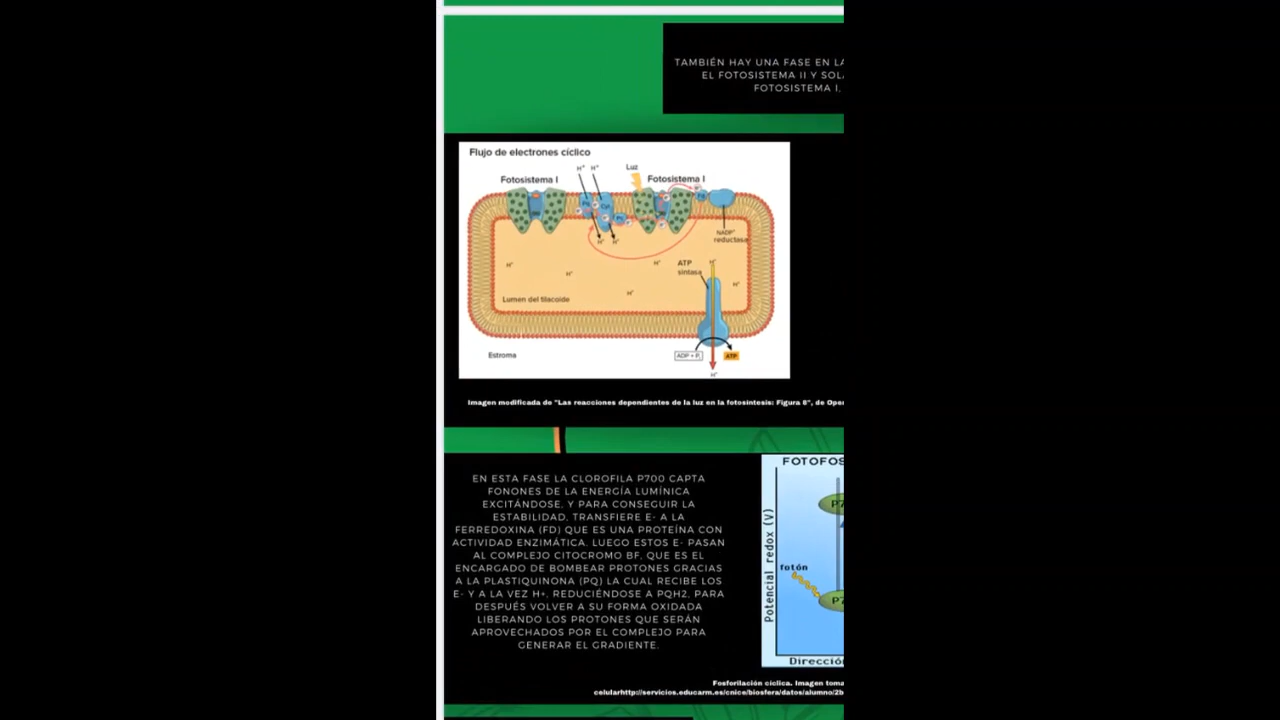 TAMBIÉN HAY UNA FASE EN LA
EL FOTOSISTEMA II Y SOLA
FOTOSISTEMA I.
Flujo de electrones cíclico
H+ H+
Luz
Fotosistema I
Fotosistema I
Fd
Pq
Cyt
Pc
NADP+
reductasa
H+ H+
H+
H+
H+
ATP
sintasa
H+
H+
H+
Lumen del tilacoide
Estroma
ADP + Pi
ATP
H+
Imagen modificada de "Las reacciones dependientes de la luz en la fotosíntesis: Figura 8", de Ope
EN ESTA FASE LA CLOROFILA P700 CAPTA
FONONES DE LA ENERGÍA LUMÍNICA
EXCITÁNDOSE, Y PARA CONSEGUIR LA
ESTABILIDAD, TRANSFIERE E- A LA
FERREDOXINA (FD) QUE ES UNA PROTEÍNA CON
ACTIVIDAD ENZIMÁTICA. LUEGO ESTOS E- PASAN
AL COMPLEJO CITOCROMO BF, QUE ES EL
ENCARGADO DE BOMBEAR PROTONES GRACIAS
A LA PLASTIQUINONA (PQ) LA CUAL RECIBE LOS
E- Y A LA VEZ H+, REDUCIÉNDOSE A PQH2, PARA
DESPUÉS VOLVER A SU FORMA OXIDADA
LIBERANDO LOS PROTONES QUE SERÁN
APROVECHADOS POR EL COMPLEJO PARA
GENERAR EL GRADIENTE.
FOTOFOS
P7
Potencial redox (V)
fotón
P7
Direcció
Fosforilación cíclica. Imagen toma
celularhttp://servicios.educarm.es/cnice/biosfera/datos/alumno/2b